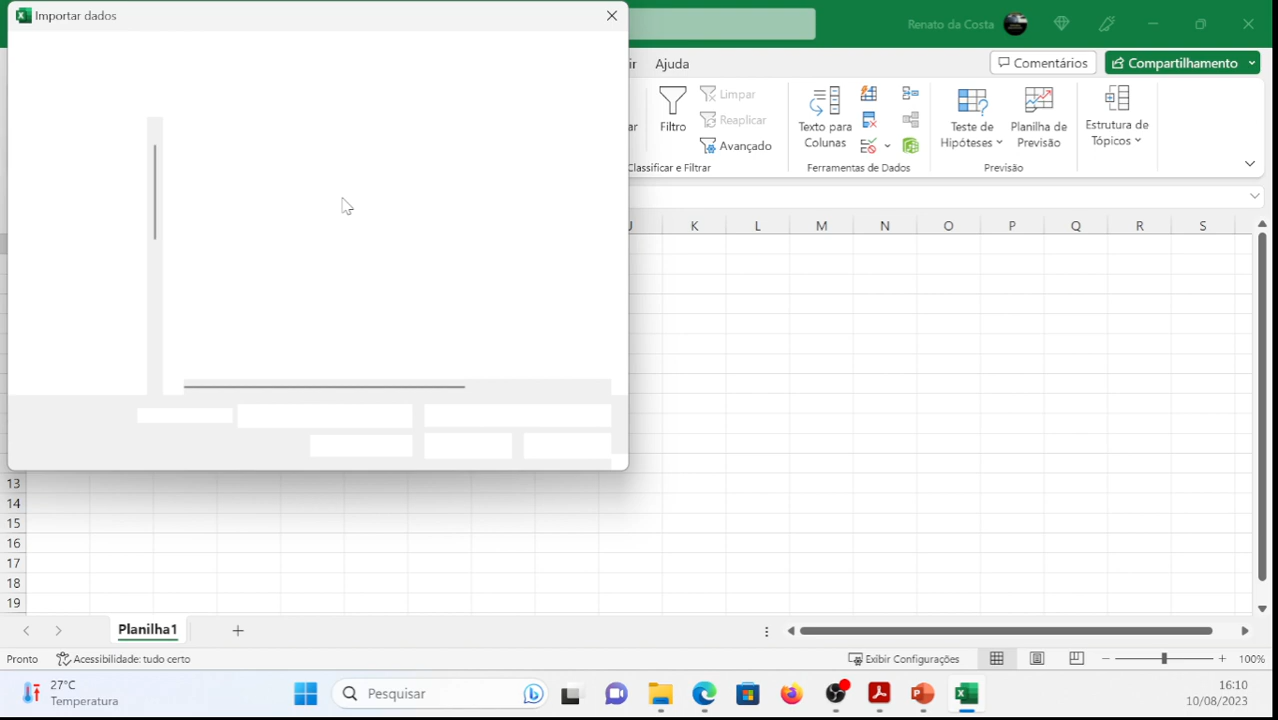 Importar dados
Renato da Costa
ir
Ajuda
Comentários
Compartilhamento
ar
Filtro
Limpar
Reaplicar
Avançado
Classificar e Filtrar
Texto para
Colunas
Ferramentas de Dados
Teste de
Hipóteses
Planilha de
Previsão
Previsão
Estrutura de
Tópicos
J K L M N O P Q R S
13
14
15
16
17
18
19
Planilha1
Pronto
Acessibilidade: tudo certo
Exibir Configurações
100%
27°C
Temperatura
Pesquisar
16:10
10/08/2023